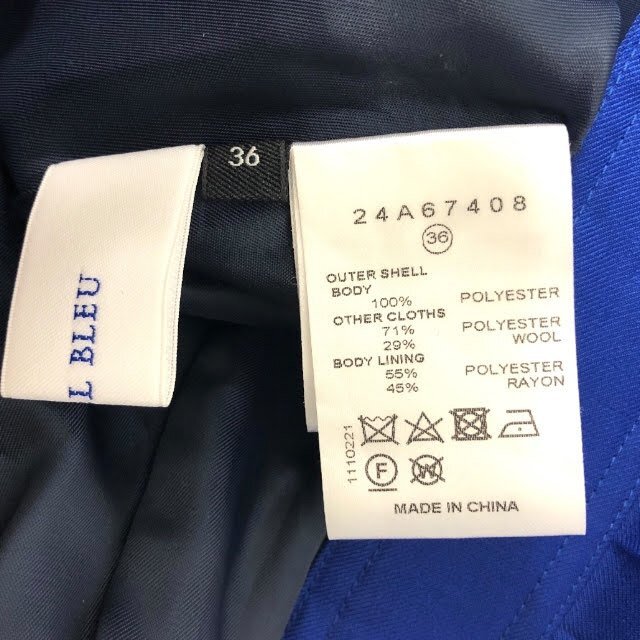 36
L BLEU
24A67408
36
OUTER SHELL
BODY
100% POLYESTER
OTHER CLOTHS
71% POLYESTER
29% WOOL
BODY LINING
55% POLYESTER
45% RAYON
1110221
F
W
MADE IN CHINA